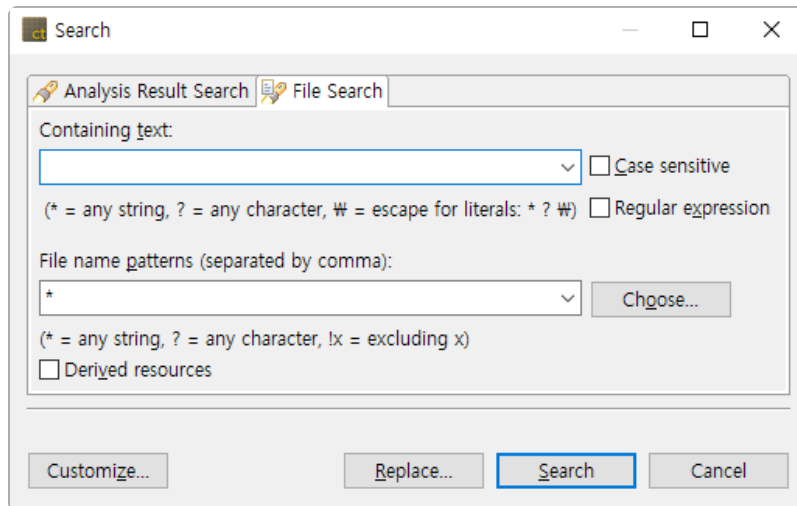 ct Search
Analysis Result Search File Search
Containing text:
Case sensitive
(* = any string, ? = any character, ₩ = escape for literals: * ? ₩) Regular expression
File name patterns (separated by comma):
* Choose...
(* = any string, ? = any character, !x = excluding x)
Derived resources
Customize... Replace... Search Cancel